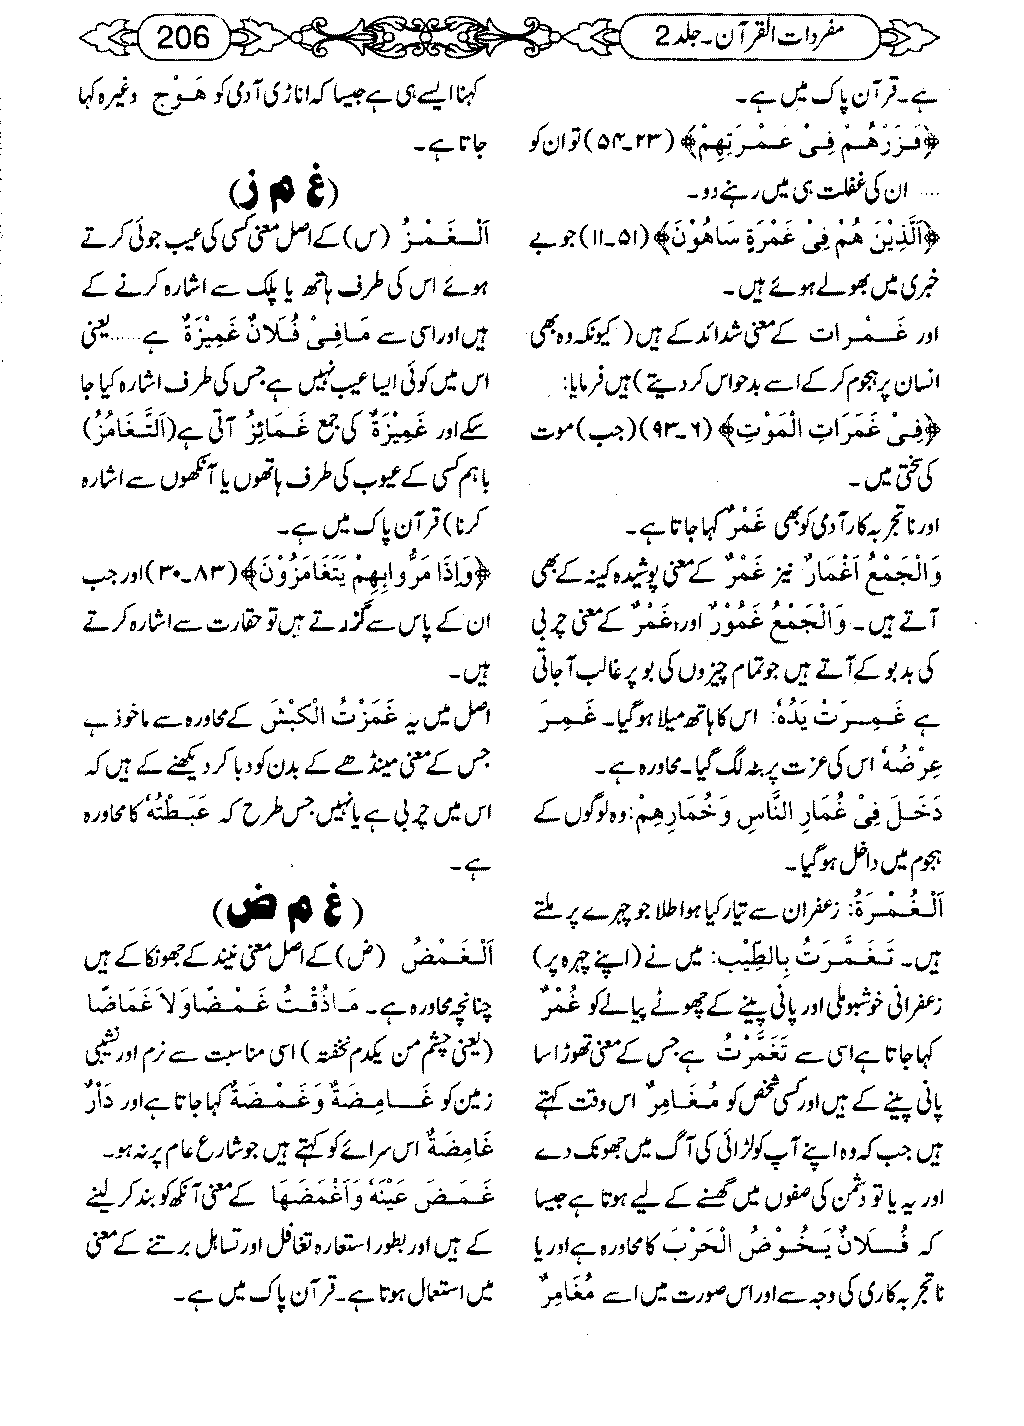 مفردات القرآن۔جلد 2
206
ہے۔قرآن پاک میں ہے۔
﴿فَزَرْهُمْ فِيْ غَمْرَتِهِمْ﴾ (۲۳۔۵۴) تو ان کو
.... ان کی غفلت ہی میں رہنے دو۔
﴿اَلَّذِيْنَ هُمْ فِيْ غَمْرَةٍ سَاهُوْنَ﴾ (۵۱۔۱۱) جو بے
خبری میں بھولے ہوئے ہیں۔
اور غَمْرات کے معنی شدائد کے ہیں (کیونکہ وہ بھی
انسان پر ہجوم کرکے اسے بدحواس کر دیتے) ہیں فرمایا:
﴿فِيْ غَمَرَاتِ الْمَوْتِ﴾ (۶۔۹۳) (جب) موت
کی سختی میں۔
اور نا تجربہ کار آدمی کو بھی غَمْرٌ کہا جاتا ہے۔
وَالْجَمْعُ اَغْمَارٌ نیز غَمْرٌ کے معنی پوشیدہ کینہ کے بھی
آتے ہیں۔ وَالْجَمْعُ غُمُوْرٌ اور غَمْرٌ کے معنی چربی
کی بدبو کے آتے ہیں جو تمام چیزوں کی بو پر غالب آجاتی
ہے غَمِرَتْ يَدُهٗ: اس کا ہاتھ میلا ہو گیا۔ غَمِرَ
عِرْضُهٗ اس کی عزت پر بٹہ لگ گیا۔ محاورہ ہے۔
دَخَلَ فِيْ غُمَارِ النَّاسِ وَخُمَارِهِمْ: وہ لوگوں کے
ہجوم میں داخل ہو گیا۔
اَلْغُمْرَةُ: زعفران سے تیار کیا ہوا طلا جو چہرے پر ملتے
ہیں۔ تَغَمَّرَتُ بِالطِّيْبِ: میں نے (اپنے چہرہ پر)
زعفرانی خوشبو ملی اور پانی پینے کے چھوٹے پیالے کو غُمْرٌ
کہا جاتا ہے اسی سے تَغَمَّرْتُ ہے جس کے معنی تھوڑا سا
پانی پینے کے ہیں اور کسی شخص کو مُغَامِرٌ اس وقت کہتے
ہیں جب کہ وہ اپنے آپ کو لڑائی کی آگ میں جھونک دے
اور یہ یا تو دشمن کی صفوں میں گھسنے کے لیے ہوتا ہے جیسا
کہ فُلَانٌ يَخُوْضُ الْحَرْبَ کا محاورہ ہے اور یا
نا تجربہ کاری کی وجہ سے اور اس صورت میں اسے مُغَامِرٌ
کہنا ایسے ہی ہے جیسا کہ اناڑی آدمی کو هَوْجٌ وغیرہ کہا
جاتا ہے۔
(غ م ز)
اَلْغَمْزُ (س) کے اصل معنی کسی کی عیب جوئی کرتے
ہوئے اس کی طرف ہاتھ یا پلک سے اشارہ کرنے کے
ہیں اور اسی سے مَافِيْ فُلَانٌ غَمِيْزَةٌ ہے ..... یعنی
اس میں کوئی ایسا عیب نہیں ہے جس کی طرف اشارہ کیا جا
سکے اور غَمِيْزَةٌ کی جمع غَمَائِزُ آتی ہے (اَلتَّغَامُزُ)
باہم کسی کے عیوب کی طرف ہاتھوں یا آنکھوں سے اشارہ
کرنا) قرآن پاک میں ہے۔
﴿وَاِذَا مَرُّوابِهِمْ يَتَغَامَزُوْنَ﴾ (۸۳۔۳۰) اور جب
ان کے پاس سے گزرتے ہیں تو حقارت سے اشارہ کرتے
ہیں۔
اصل میں یہ غَمَزْتُ الْكَبْشَ کے محاورہ سے ماخوذ ہے
جس کے معنی مینڈھے کے بدن کو دبا کر دیکھنے کے ہیں کہ
اس میں چربی ہے یا نہیں جس طرح کہ عَبَطْتُهٗ کا محاورہ
ہے۔
(غ م ض)
اَلْغَمْضُ (ض) کے اصل معنی نیند کے جھونکا کے ہیں
چنانچہ محاورہ ہے۔ مَاذُقْتُ غَمْضًا وَلَا غَمَاضًا
(یعنی چشم من یکدم نخفتہ) اسی مناسبت سے نرم اور نشیبی
زمین کو غَامِضَةٌ وَغَمْضَةٌ کہا جاتا ہے اور دَارٌ
غَامِضَةٌ اس سرائے کو کہتے ہیں جو شارع عام پر نہ ہو۔
غَمَضَ عَيْنَهٗ وَاَغْمَضَهَا کے معنی آنکھ کو بند کر لینے
کے ہیں اور بطور استعارہ تغافل اور تساہل برتنے کے معنی
میں استعمال ہوتا ہے۔ قرآن پاک میں ہے۔